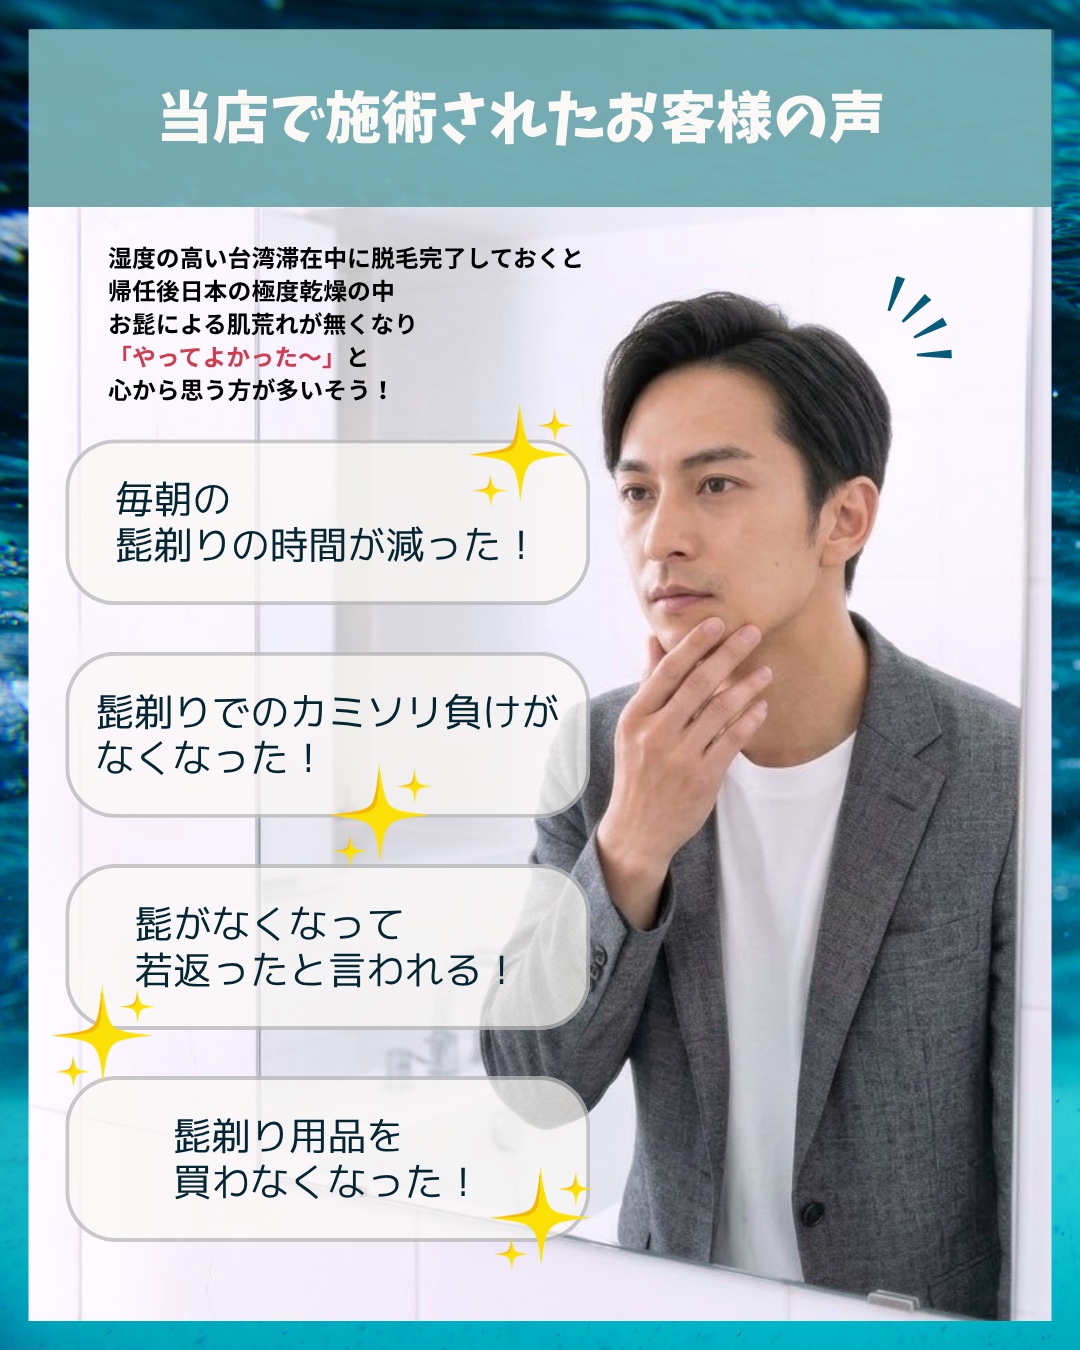 当店で施術されたお客様の声
湿度の高い台湾滞在中に脱毛完了しておくと
帰任後日本の極度乾燥の中
お髭による肌荒れが無くなり
「やってよかった〜」と
心から思う方が多いそう！
毎朝の
髭剃りの時間が減った！
髭剃りでのカミソリ負けが
なくなった！
髭がなくなって
若返ったと言われる！
髭剃り用品を
買わなくなった！